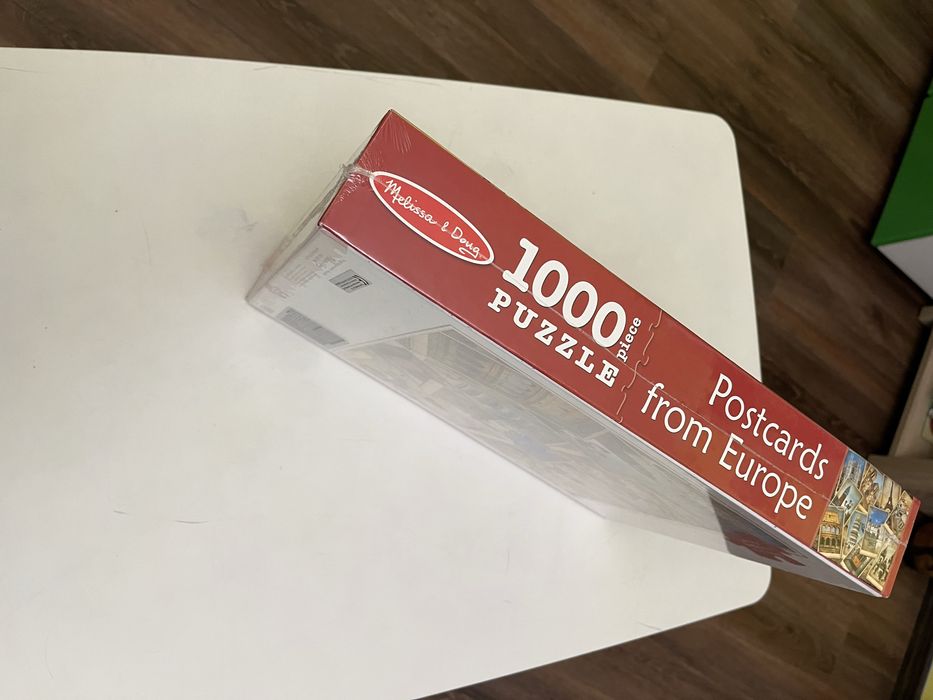 Melissa & Doug
1000
piece
PUZZLE
Postcards
from Europe